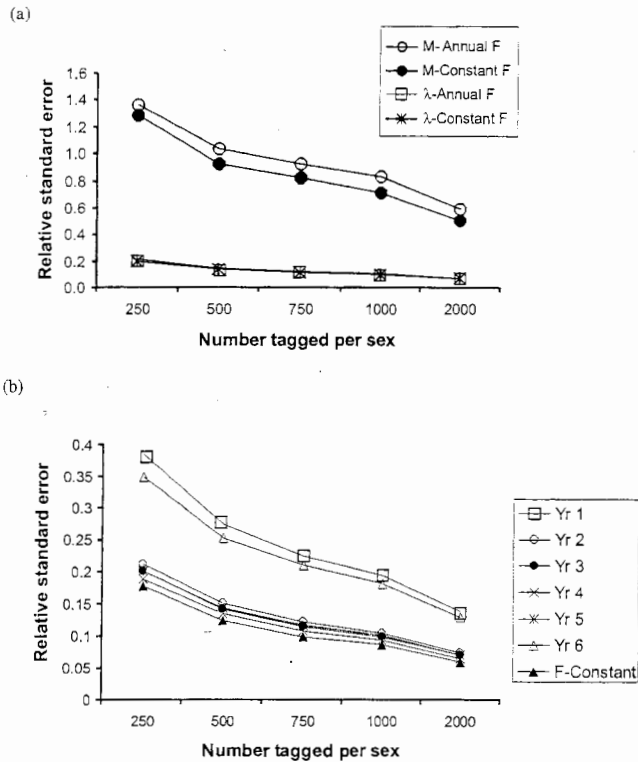 (a)
M-Annual F
M-Constant F
λ-Annual F
λ-Constant F
1.6
1.4
1.2
1.0
0.8
0.6
0.4
0.2
0.0
Relative standard error
250 500 750 1000 2000
Number tagged per sex
(b)
0.4
0.35
0.3
0.25
0.2
0.15
0.1
0.05
0
Relative standard error
Yr 1
Yr 2
Yr 3
Yr 4
Yr 5
Yr 6
F-Constant
250 500 750 1000 2000
Number tagged per sex